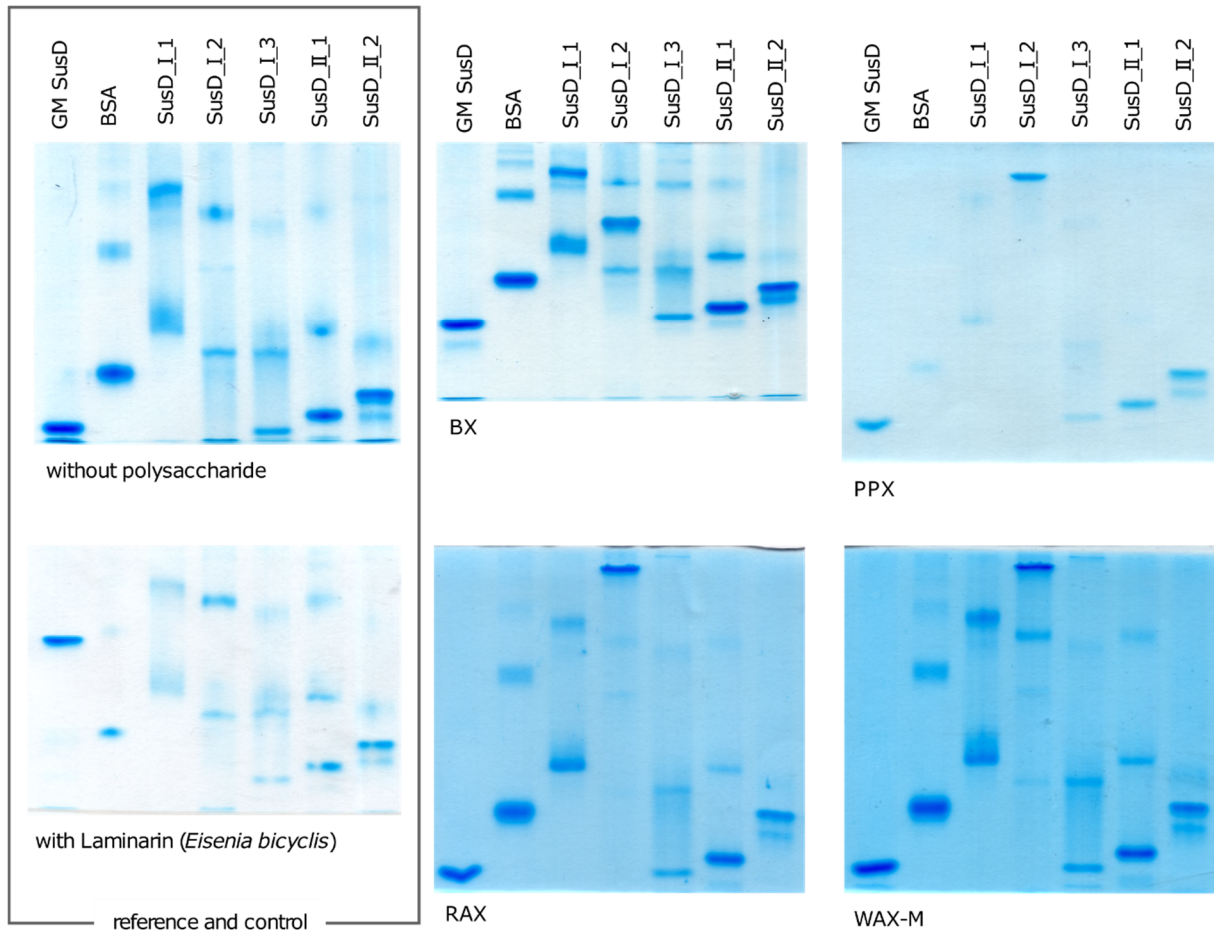 GM SusD
BSA
SusD_I_1
SusD_I_2
SusD_I_3
SusD_II_1
SusD_II_2
without polysaccharide
with Laminarin (Eisenia bicyclis)
reference and control
GM SusD
BSA
SusD_I_1
SusD_I_2
SusD_I_3
SusD_II_1
SusD_II_2
BX
GM SusD
BSA
SusD_I_1
SusD_I_2
SusD_I_3
SusD_II_1
SusD_II_2
PPX
RAX
WAX-M